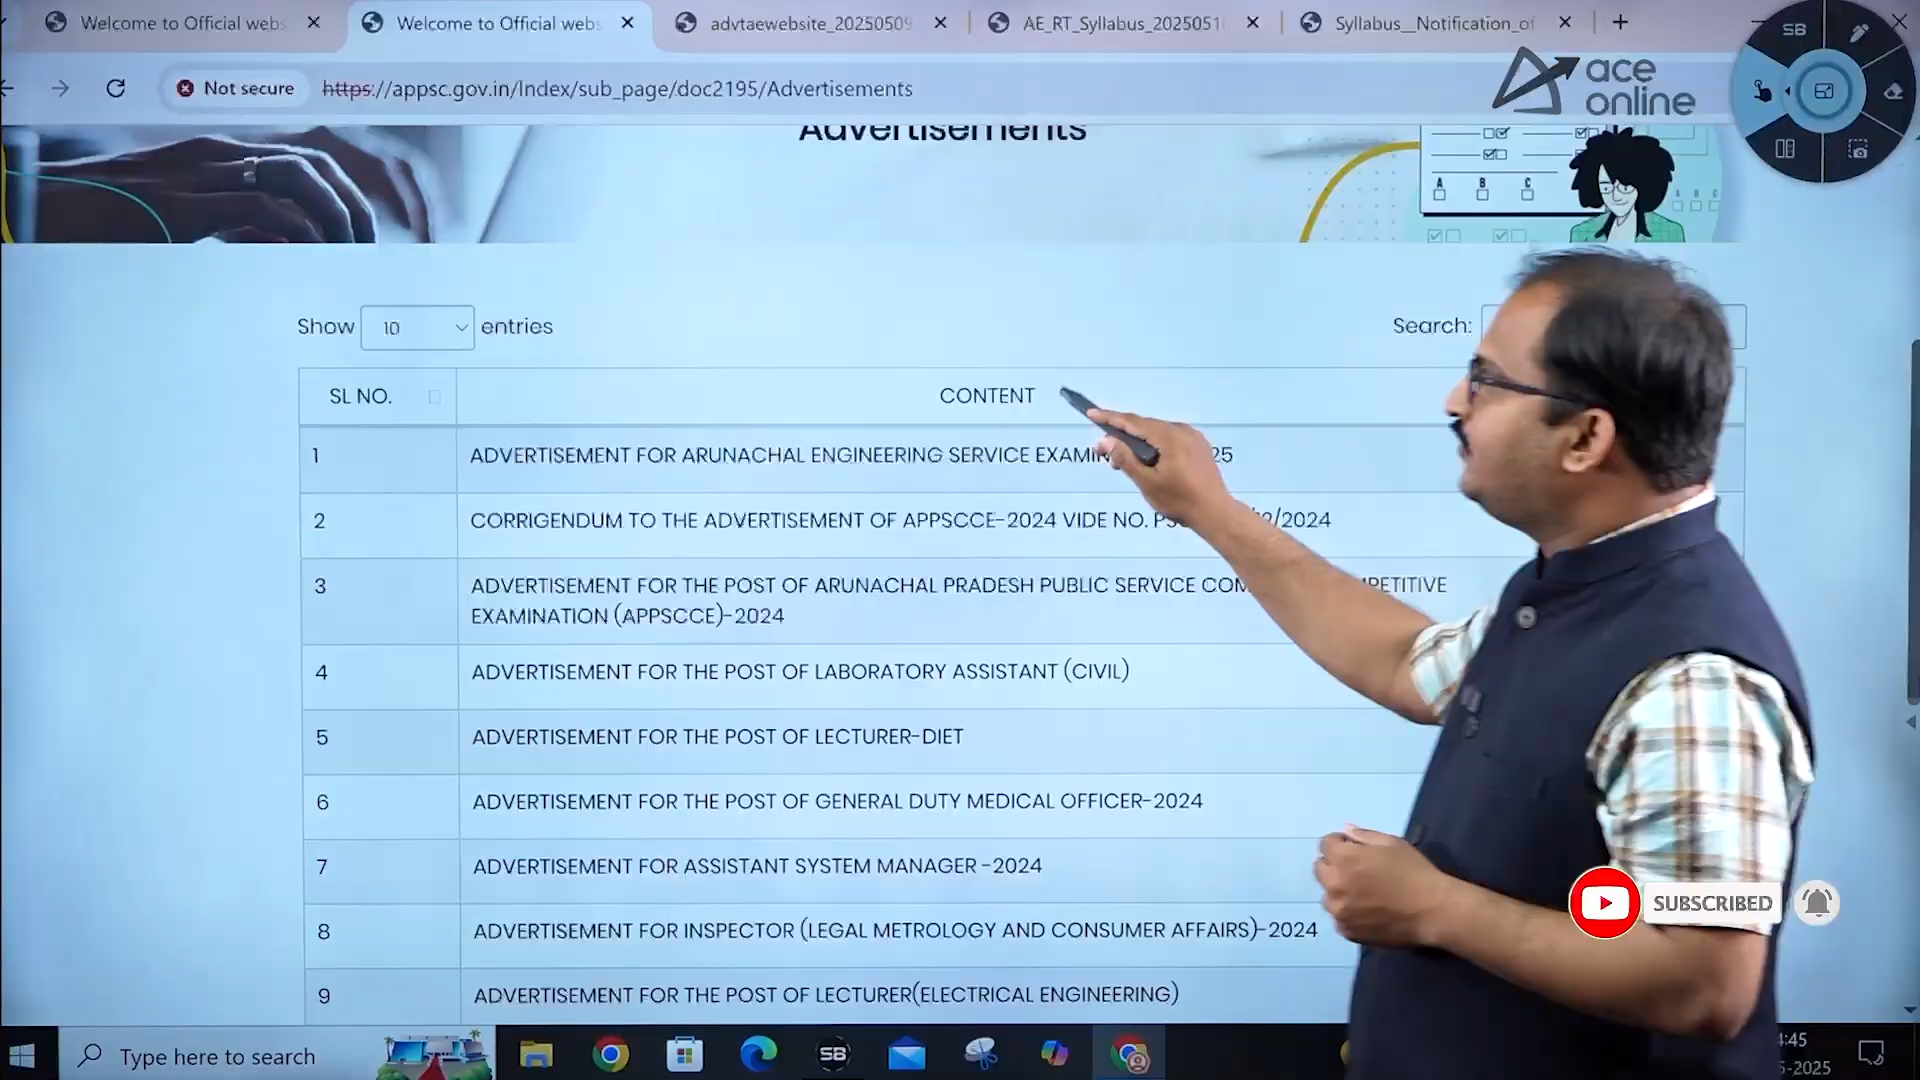 Welcome to Official webs
Welcome to Official webs
advtaewebsite_20250509
AE_RT_Syllabus_2025051
Syllabus__Notification_of
SB
Not secure
https://appsc.gov.in/Index/sub_page/doc2195/Advertisements
ace
online
Advertisements
A B C
A B C
Show 10 entries
Search:
SL NO. CONTENT
1 ADVERTISEMENT FOR ARUNACHAL ENGINEERING SERVICE 25
2 CORRIGENDUM TO THE ADVERTISEMENT OF APPSCCE-2024 VIDE NO. /2024
3 ADVERTISEMENT FOR THE POST OF ARUNACHAL PRADESH PUBLIC SERVICE
EXAMINATION (APPSCCE)-2024
4 ADVERTISEMENT FOR THE POST OF LABORATORY ASSISTANT (CIVIL)
5 ADVERTISEMENT FOR THE POST OF LECTURER-DIET
6 ADVERTISEMENT FOR THE POST OF GENERAL DUTY MEDICAL OFFICER-2024
7 ADVERTISEMENT FOR ASSISTANT SYSTEM MANAGER -2024
8 ADVERTISEMENT FOR INSPECTOR (LEGAL METROLOGY AND CONSUMER AFFAIRS)-2024
9 ADVERTISEMENT FOR THE POST OF LECTURER(ELECTRICAL ENGINEERING)
SUBSCRIBED
Type here to search
SB
:45
-2025